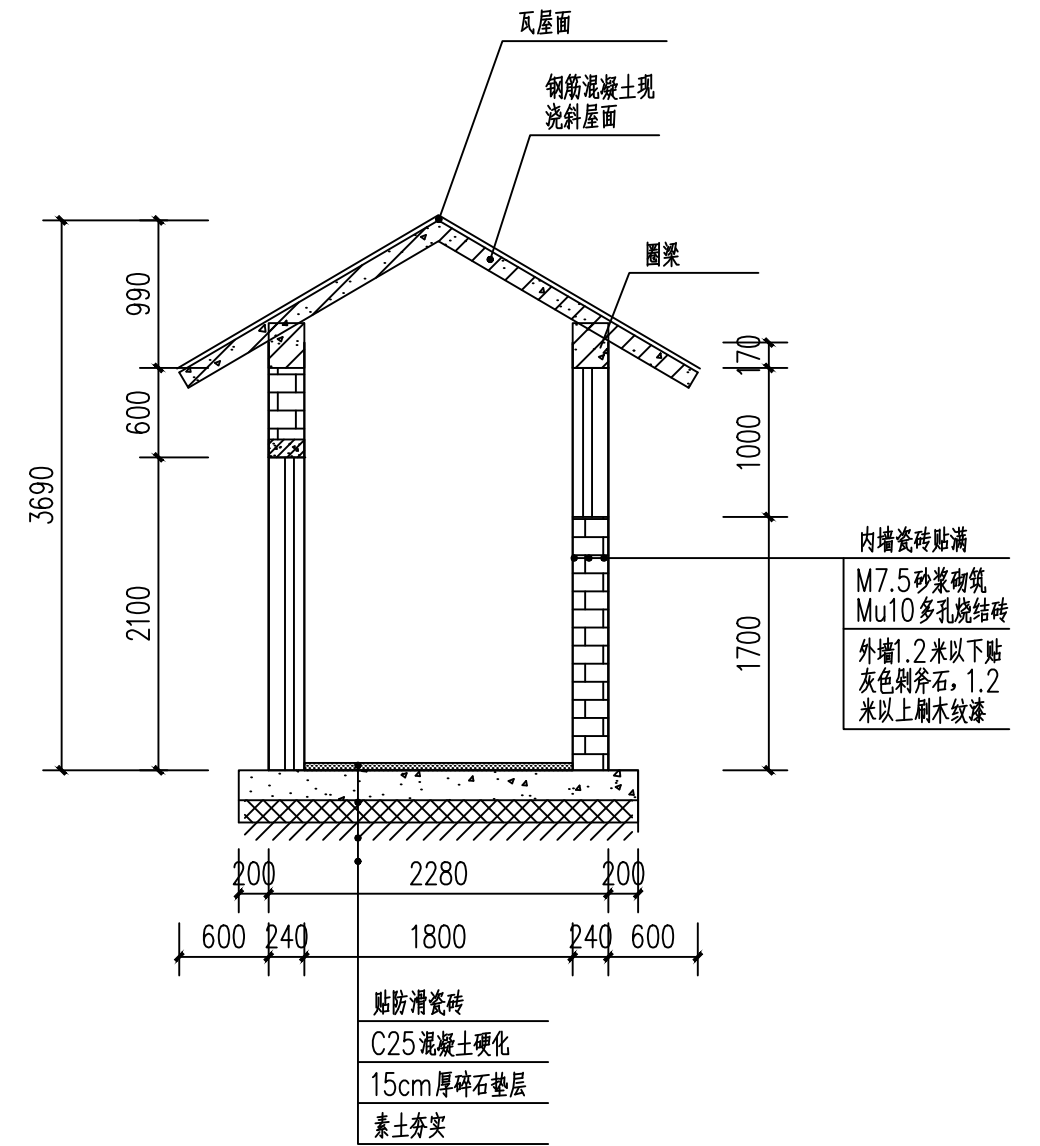 瓦屋面
钢筋混凝土现
浇斜屋面
圈梁
990
600
2100
3690
170
1000
1700
内墙瓷砖贴满
M7.5砂浆砌筑
Mu10多孔烧结砖
外墙1.2米以下贴
灰色剁斧石，1.2
米以上刷木纹漆
200 2280 200
600 240 1800 240 600
贴防滑瓷砖
C25混凝土硬化
15cm厚碎石垫层
素土夯实